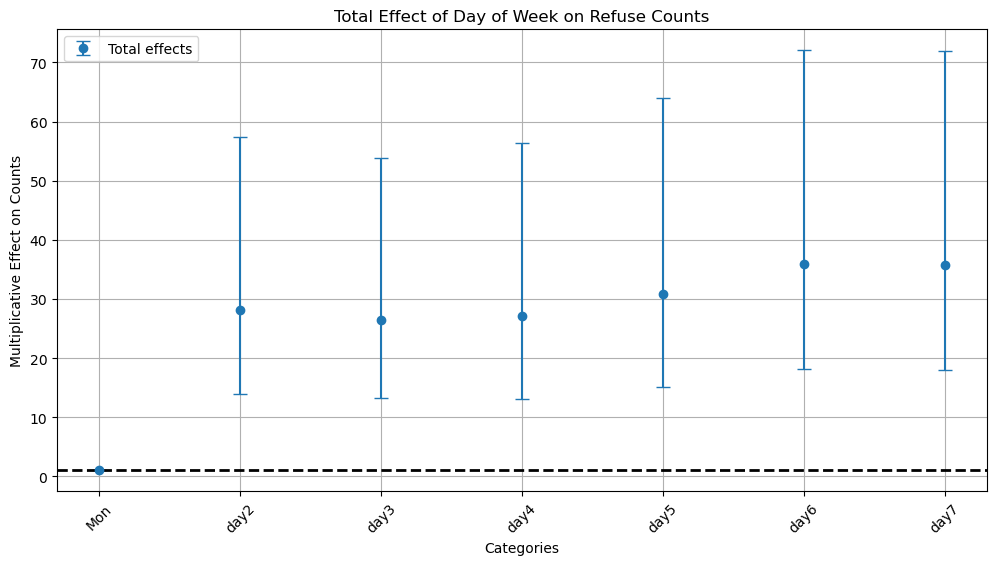 Total Effect of Day of Week on Refuse Counts
Total effects
Multiplicative Effect on Counts
70
60
50
40
30
20
10
0
Mon
day2
day3
day4
day5
day6
day7
Categories